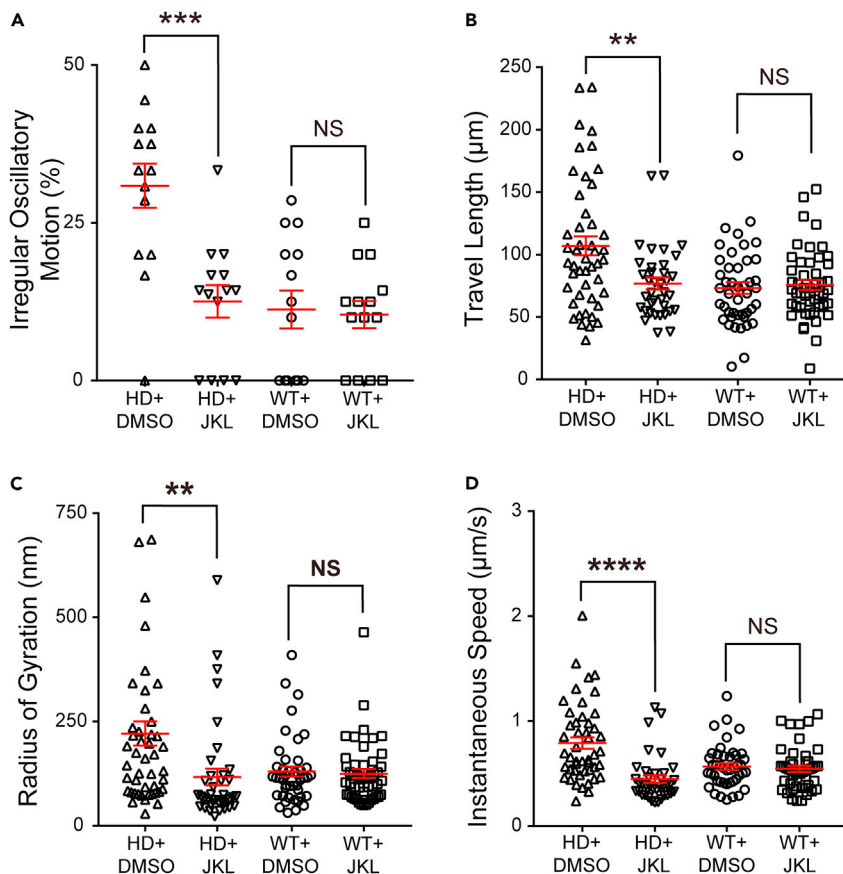 A
***
NS
Irregular Oscillatory
Motion (%)
50
25
0
HD+
DMSO
HD+
JKL
WT+
DMSO
WT+
JKL
B
**
NS
Travel Length (µm)
250
200
150
100
50
0
HD+
DMSO
HD+
JKL
WT+
DMSO
WT+
JKL
C
**
NS
Radius of Gyration (nm)
750
500
250
0
HD+
DMSO
HD+
JKL
WT+
DMSO
WT+
JKL
D
****
NS
Instantaneous Speed (µm/s)
3
2
1
0
HD+
DMSO
HD+
JKL
WT+
DMSO
WT+
JKL